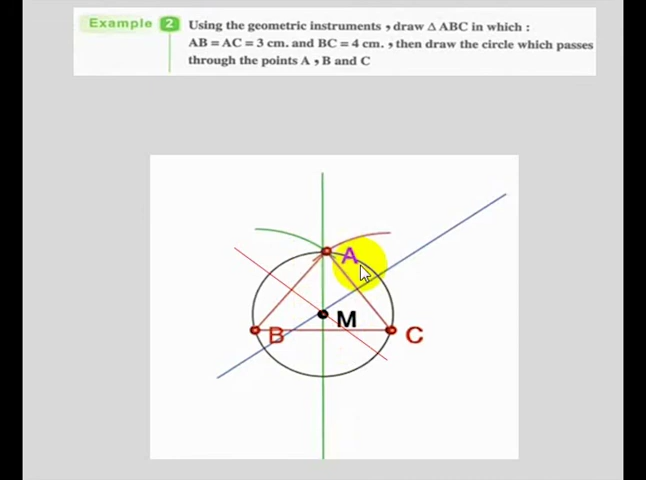 Example 2 Using the geometric instruments , draw Δ ABC in which :
AB = AC = 3 cm. and BC = 4 cm. , then draw the circle which passes
through the points A , B and C
A
M
B
C